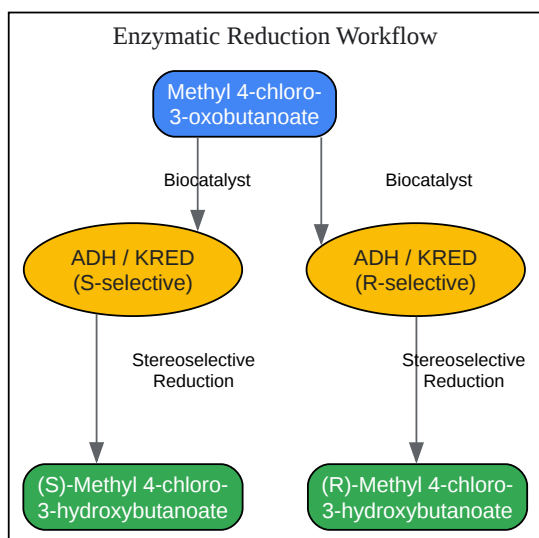 Enzymatic Reduction Workflow
Methyl 4-chloro-
3-oxobutanoate
Biocatalyst
Biocatalyst
ADH / KRED
(S-selective)
ADH / KRED
(R-selective)
Stereoselective
Reduction
Stereoselective
Reduction
(S)-Methyl 4-chloro-
3-hydroxybutanoate
(R)-Methyl 4-chloro-
3-hydroxybutanoate